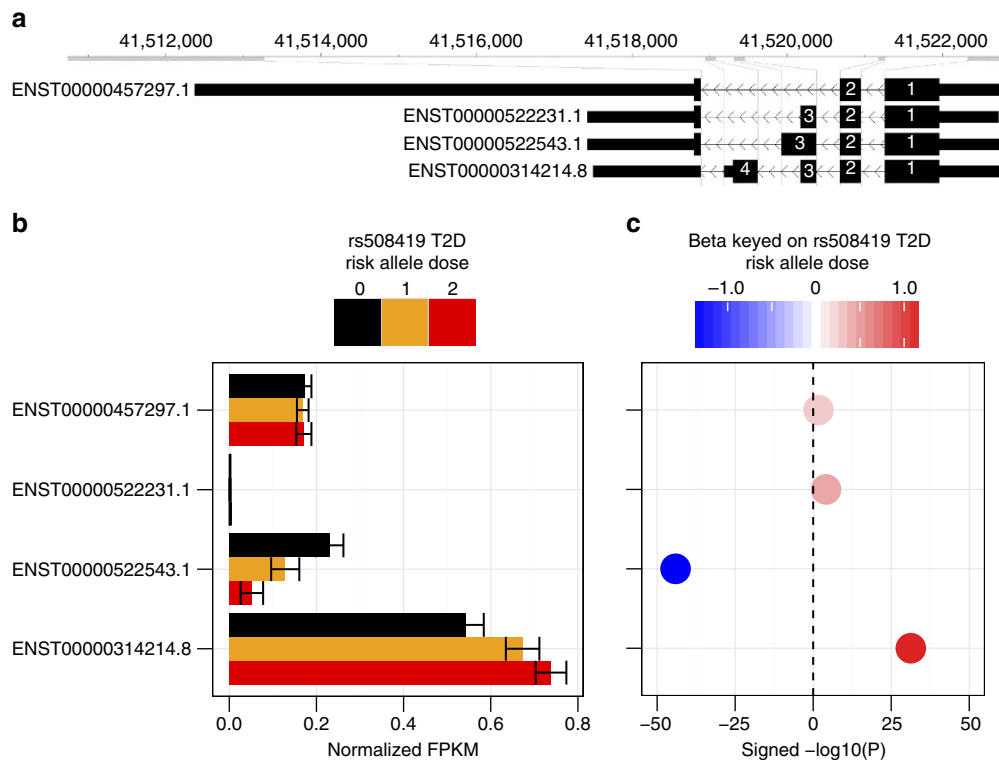 a
41,512,000 41,514,000 41,516,000 41,518,000 41,520,000 41,522,000
ENST00000457297.1 2 1
ENST00000522231.1 3 2 1
ENST00000522543.1 3 2 1
ENST00000314214.8 4 3 2 1
b
rs508419 T2D
risk allele dose
0 1 2
ENST00000457297.1
ENST00000522231.1
ENST00000522543.1
ENST00000314214.8
0.0 0.2 0.4 0.6 0.8
Normalized FPKM
c
Beta keyed on rs508419 T2D
risk allele dose
−1.0 0 1.0
−50 −25 0 25 50
Signed −log10(P)